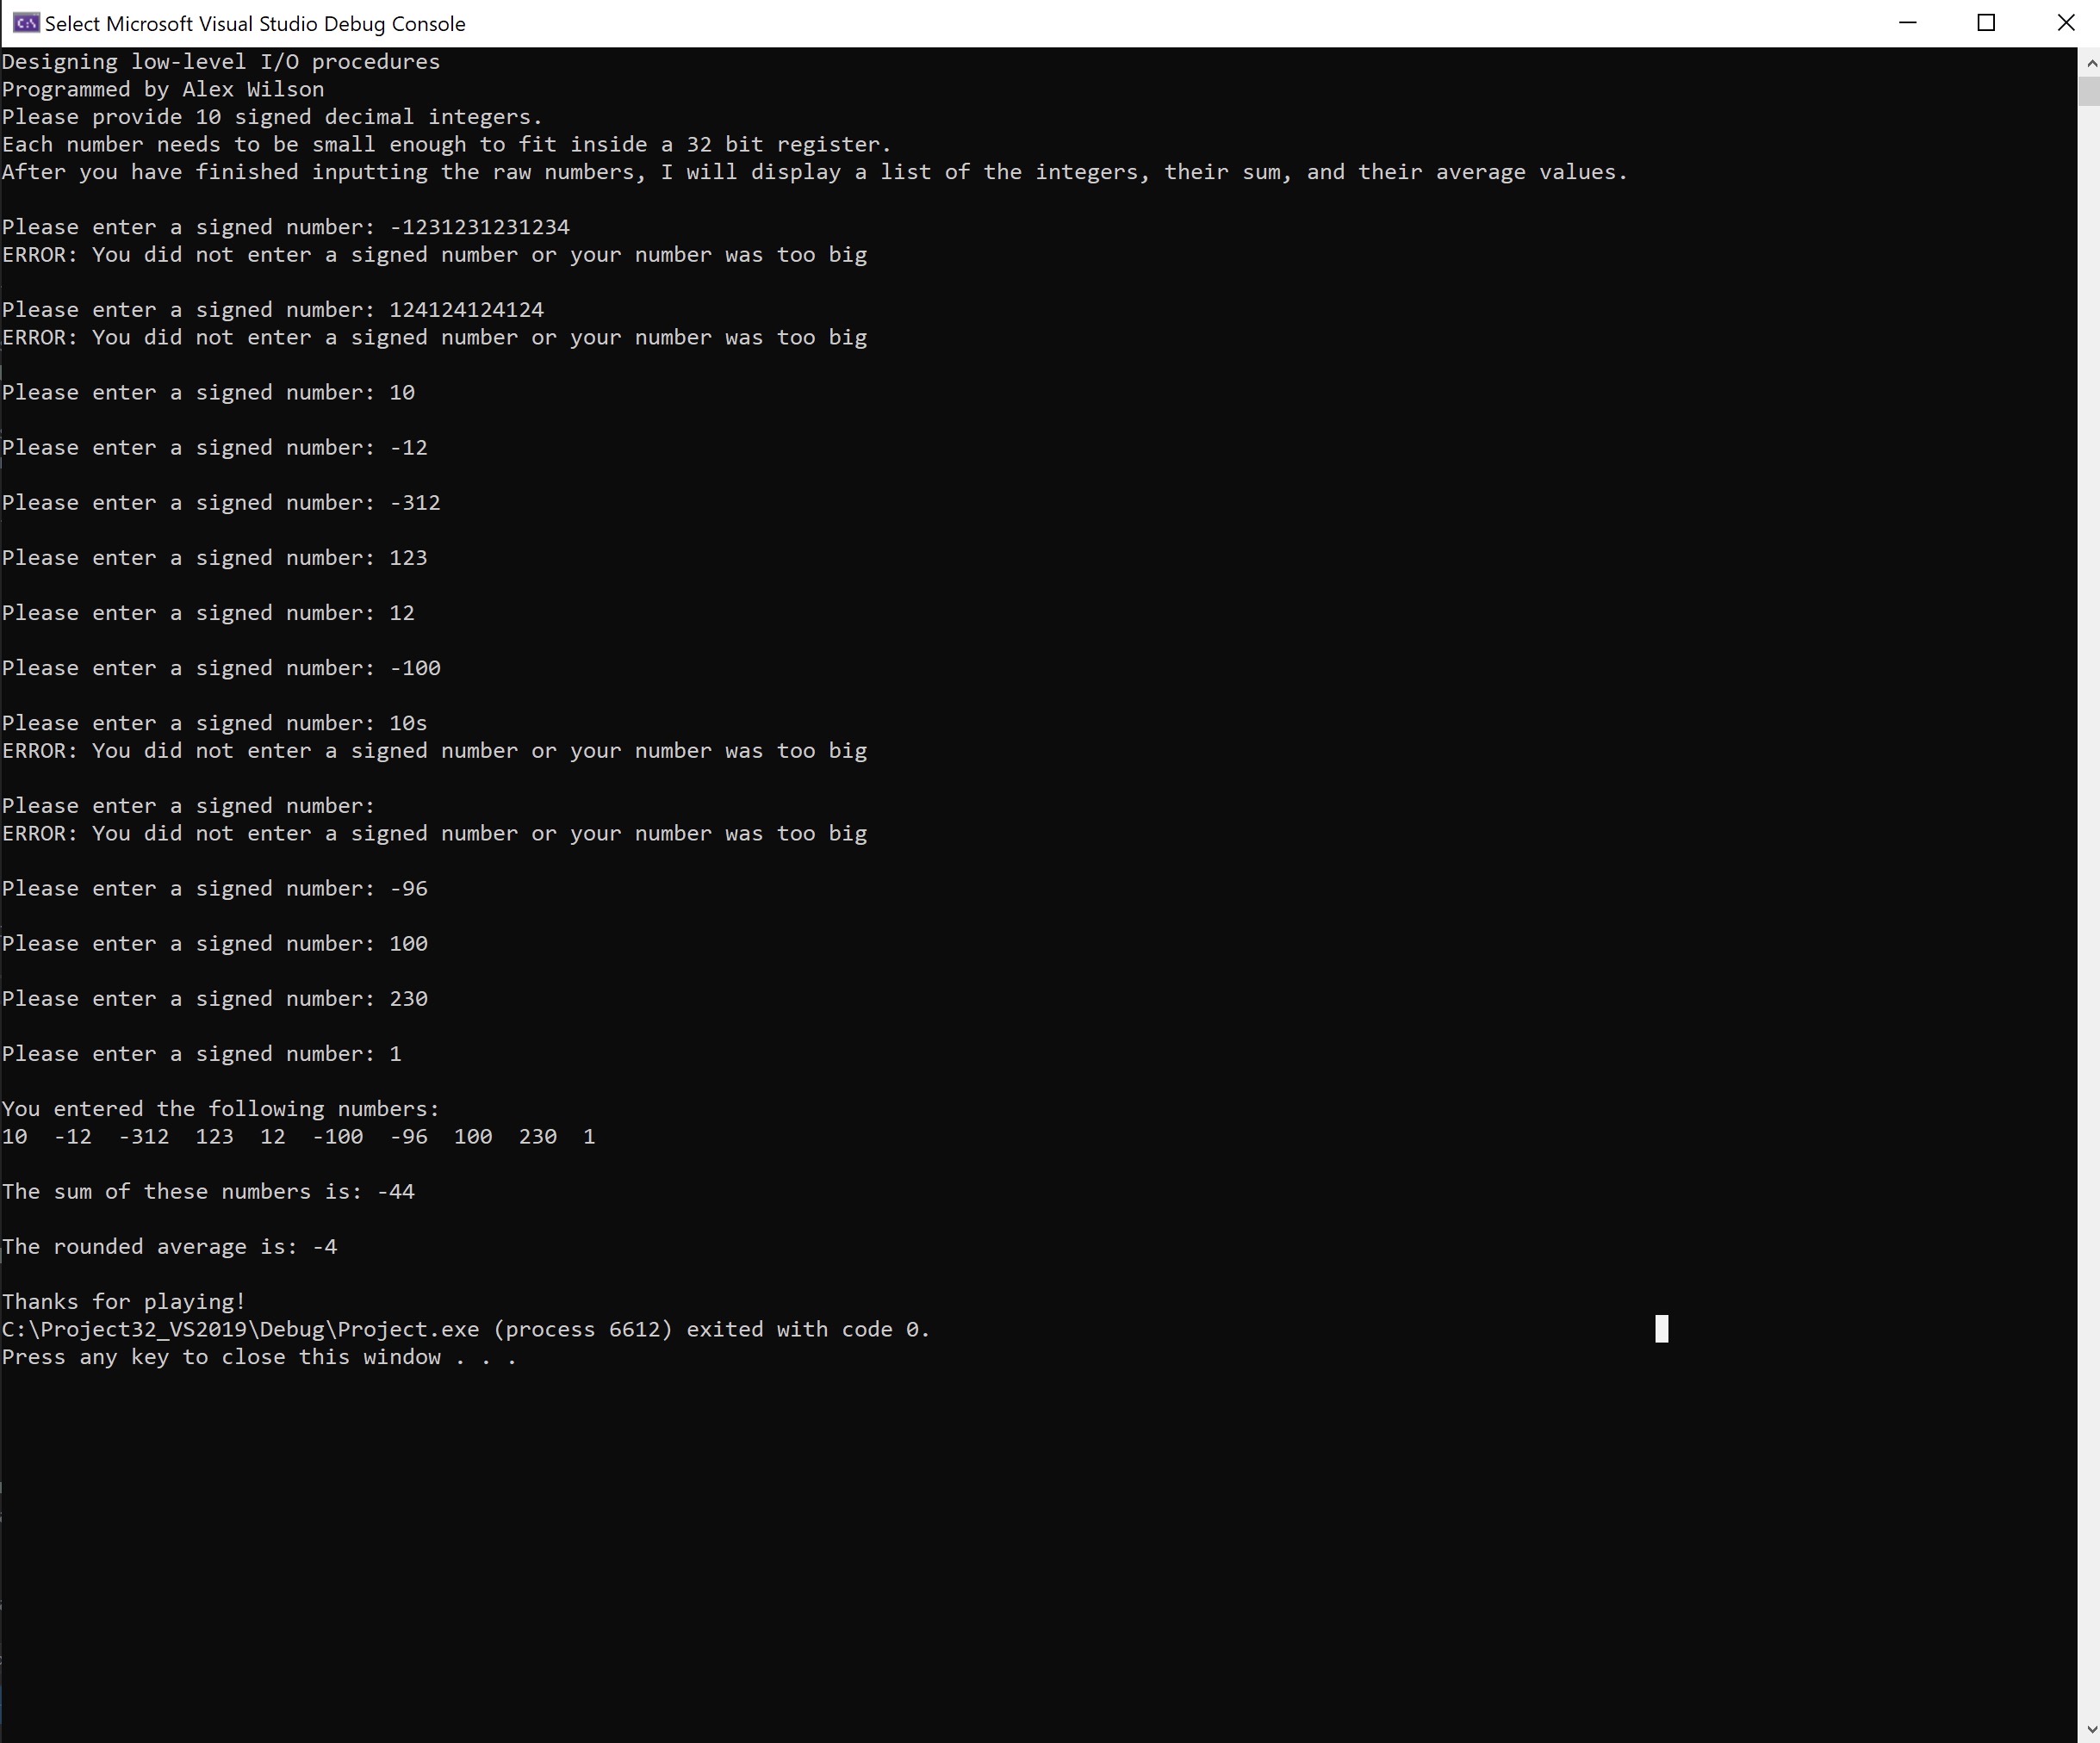 Select Microsoft Visual Studio Debug Console
Designing low-level I/O procedures
Programmed by Alex Wilson
Please provide 10 signed decimal integers.
Each number needs to be small enough to fit inside a 32 bit register.
After you have finished inputting the raw numbers, I will display a list of the integers, their sum, and their average values.
Please enter a signed number: -1231231231234
ERROR: You did not enter a signed number or your number was too big
Please enter a signed number: 124124124124
ERROR: You did not enter a signed number or your number was too big
Please enter a signed number: 10
Please enter a signed number: -12
Please enter a signed number: -312
Please enter a signed number: 123
Please enter a signed number: 12
Please enter a signed number: -100
Please enter a signed number: 10s
ERROR: You did not enter a signed number or your number was too big
Please enter a signed number:
ERROR: You did not enter a signed number or your number was too big
Please enter a signed number: -96
Please enter a signed number: 100
Please enter a signed number: 230
Please enter a signed number: 1
You entered the following numbers:
10  -12  -312  123  12  -100  -96  100  230  1
The sum of these numbers is: -44
The rounded average is: -4
Thanks for playing!
C:\Project32_VS2019\Debug\Project.exe (process 6612) exited with code 0.
Press any key to close this window . . .